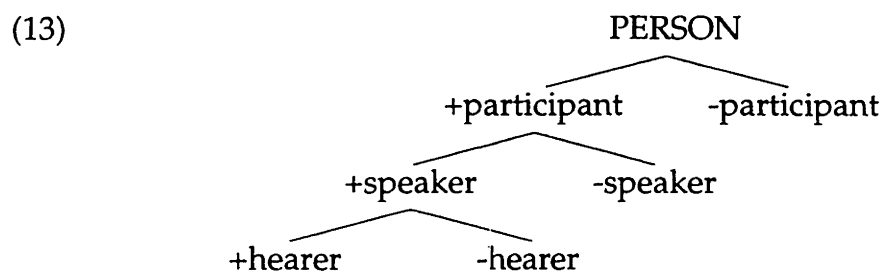 (13) PERSON
+participant -participant
+speaker -speaker
+hearer -hearer